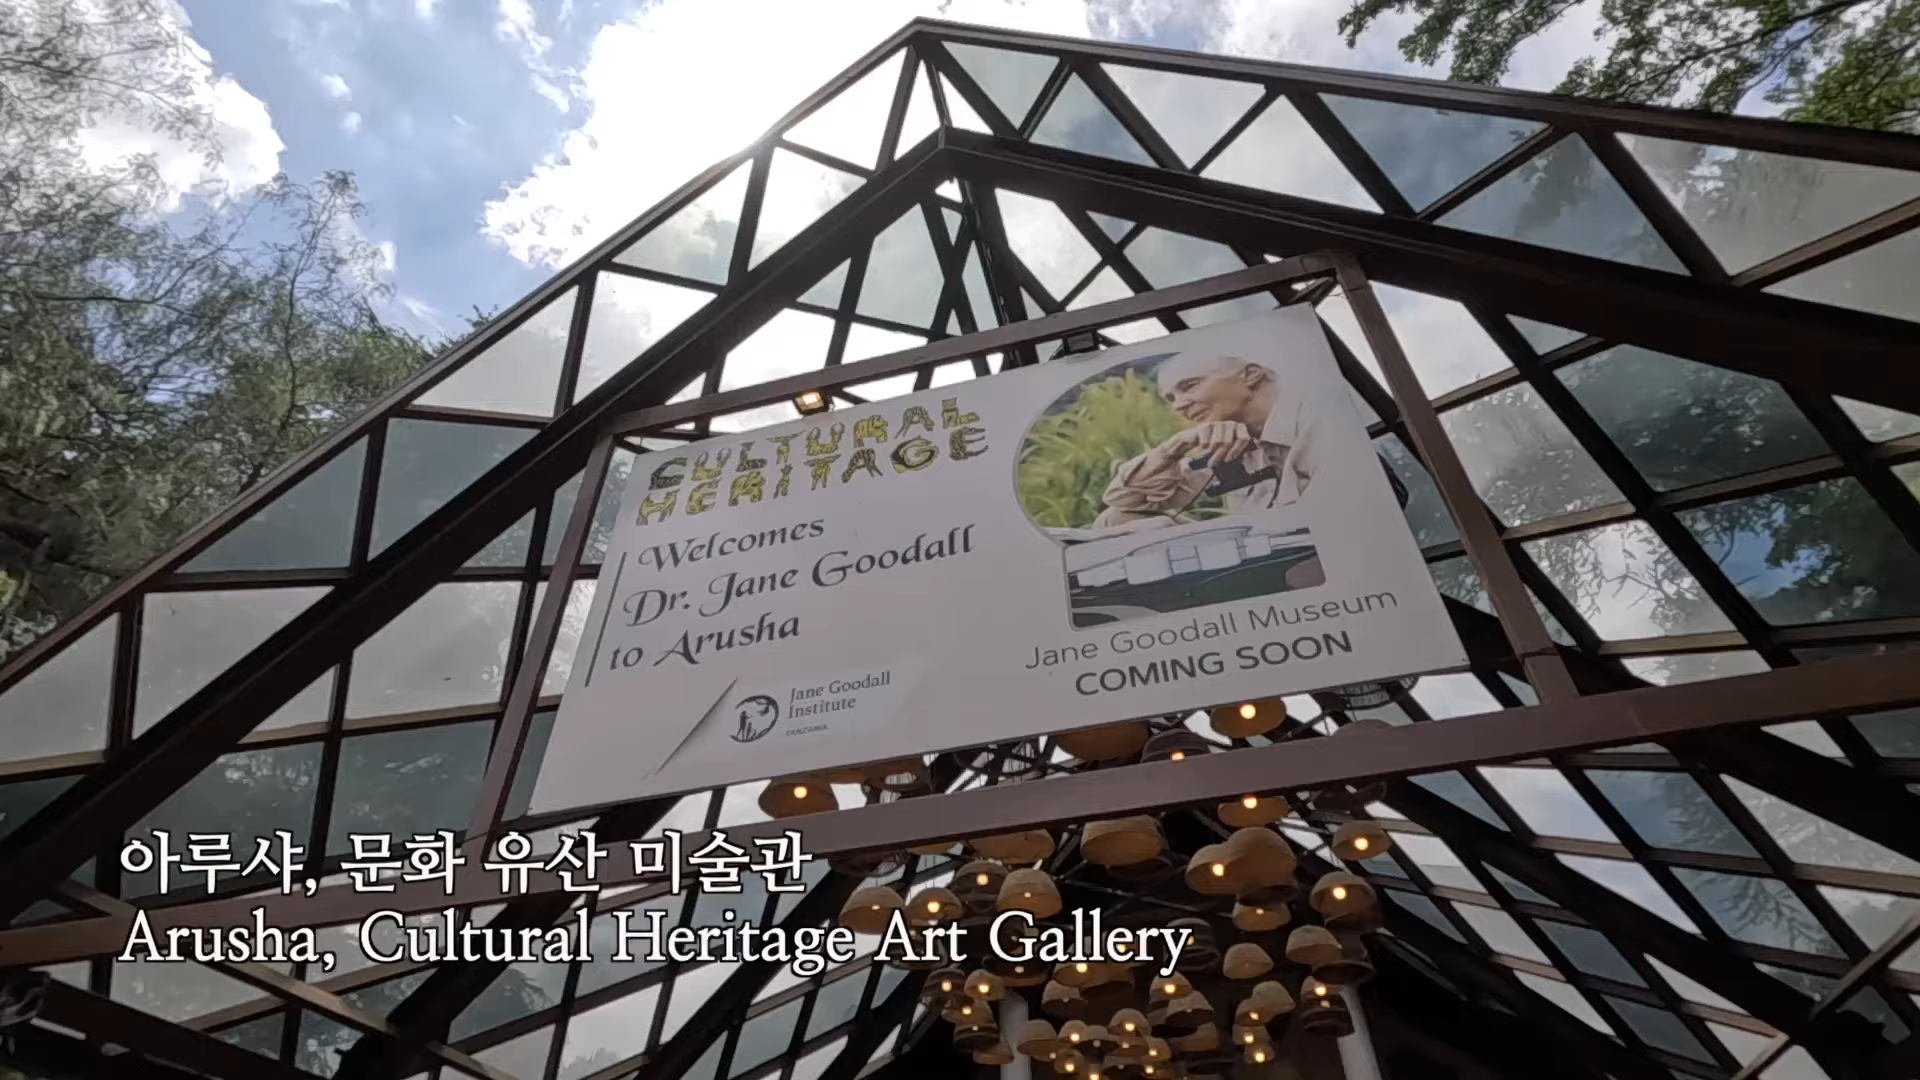 CULTURAL
HERITAGE
Welcomes
Dr. Jane Goodall
to Arusha
Jane Goodall
Institute
TANZANIA
Jane Goodall Museum
COMING SOON
아루샤, 문화 유산 미술관
Arusha, Cultural Heritage Art Gallery